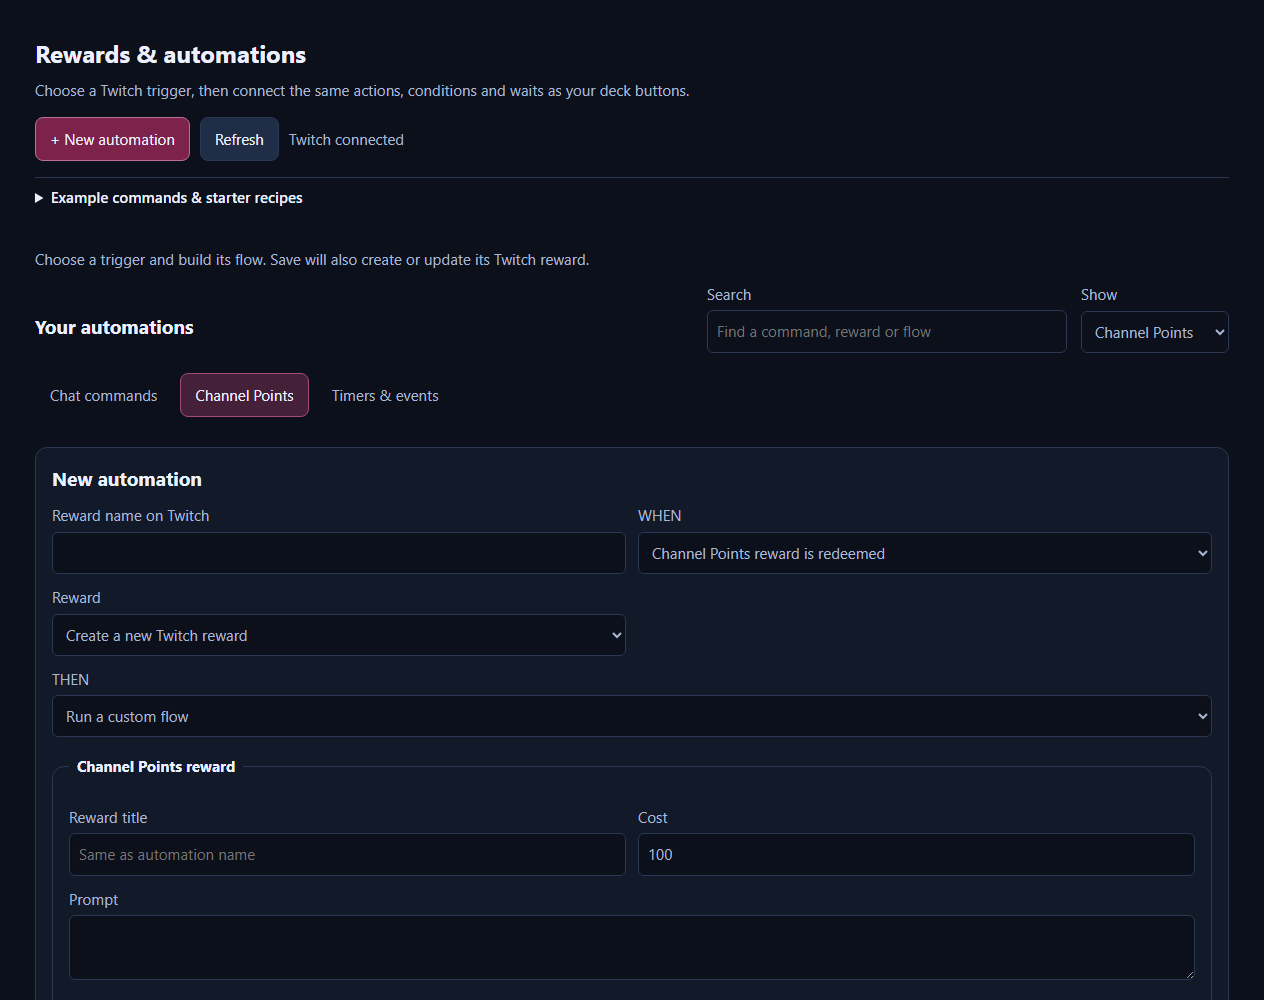 Rewards & automations
Choose a Twitch trigger, then connect the same actions, conditions and waits as your deck buttons.
+ New automation Refresh Twitch connected
Example commands & starter recipes
Choose a trigger and build its flow. Save will also create or update its Twitch reward.
Your automations
Search
Find a command, reward or flow
Show
Channel Points
Chat commands Channel Points Timers & events
New automation
Reward name on Twitch
WHEN
Channel Points reward is redeemed
Reward
Create a new Twitch reward
THEN
Run a custom flow
Channel Points reward
Reward title
Same as automation name
Cost
100
Prompt